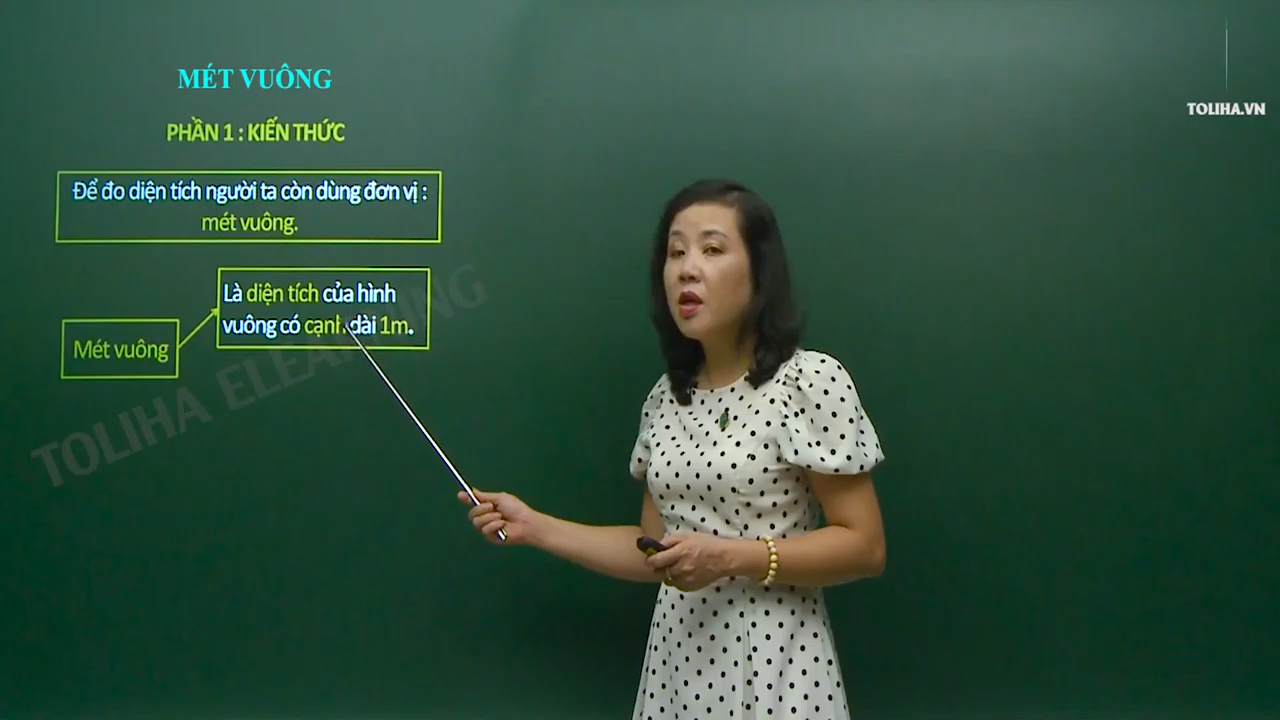 MÉT VUÔNG
TOLIHA.VN
PHẦN 1 : KIẾN THỨC
Để đo diện tích người ta còn dùng đơn vị :
mét vuông.
Là diện tích của hình
vuông có cạnh dài 1m.
Mét vuông
TOLIHA ELEARNING